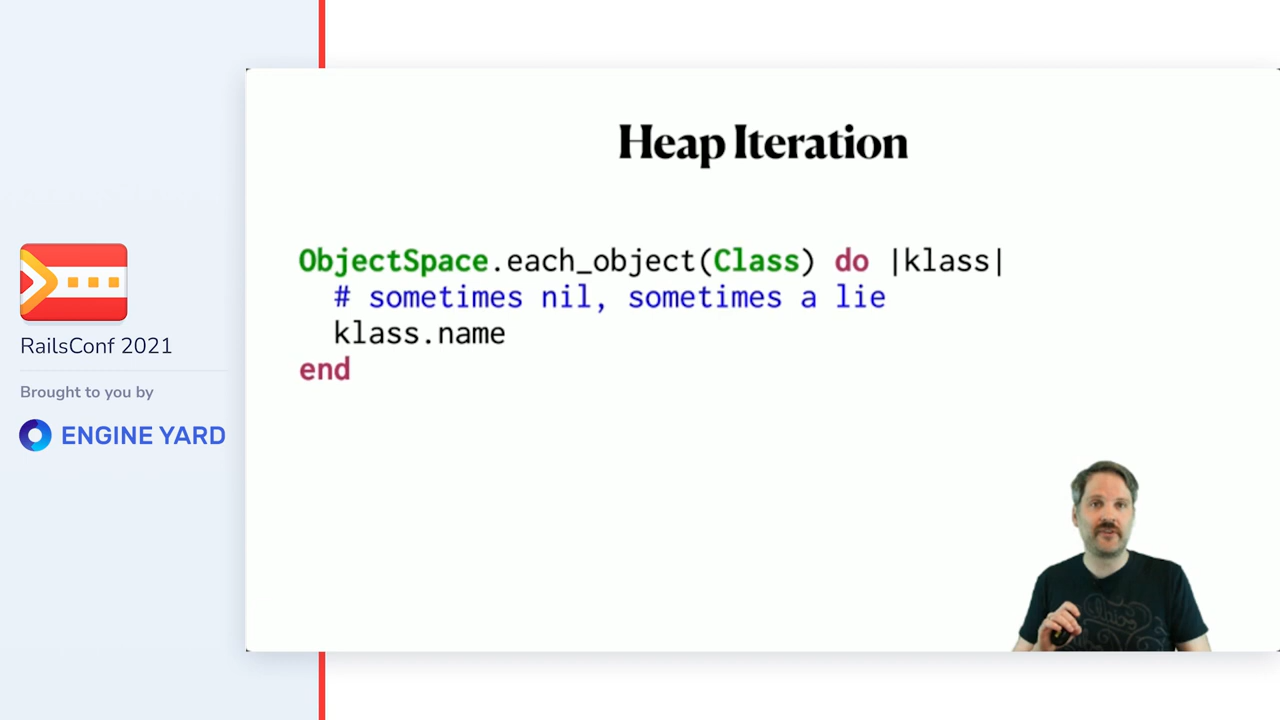 Heap Iteration
ObjectSpace.each_object(Class) do |klass|
  # sometimes nil, sometimes a lie
  klass.name
end
RailsConf 2021
Brought to you by
ENGINE YARD